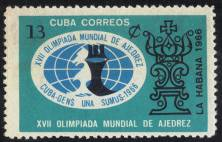 CUBA CORREOS
13 ¢
XVII OLIMPIADA MUNDIAL DE AJEDREZ
CUBA-GENS UNA SUMUS-1966
LA HABANA 1966
XVII OLIMPIADA MUNDIAL DE AJEDREZ